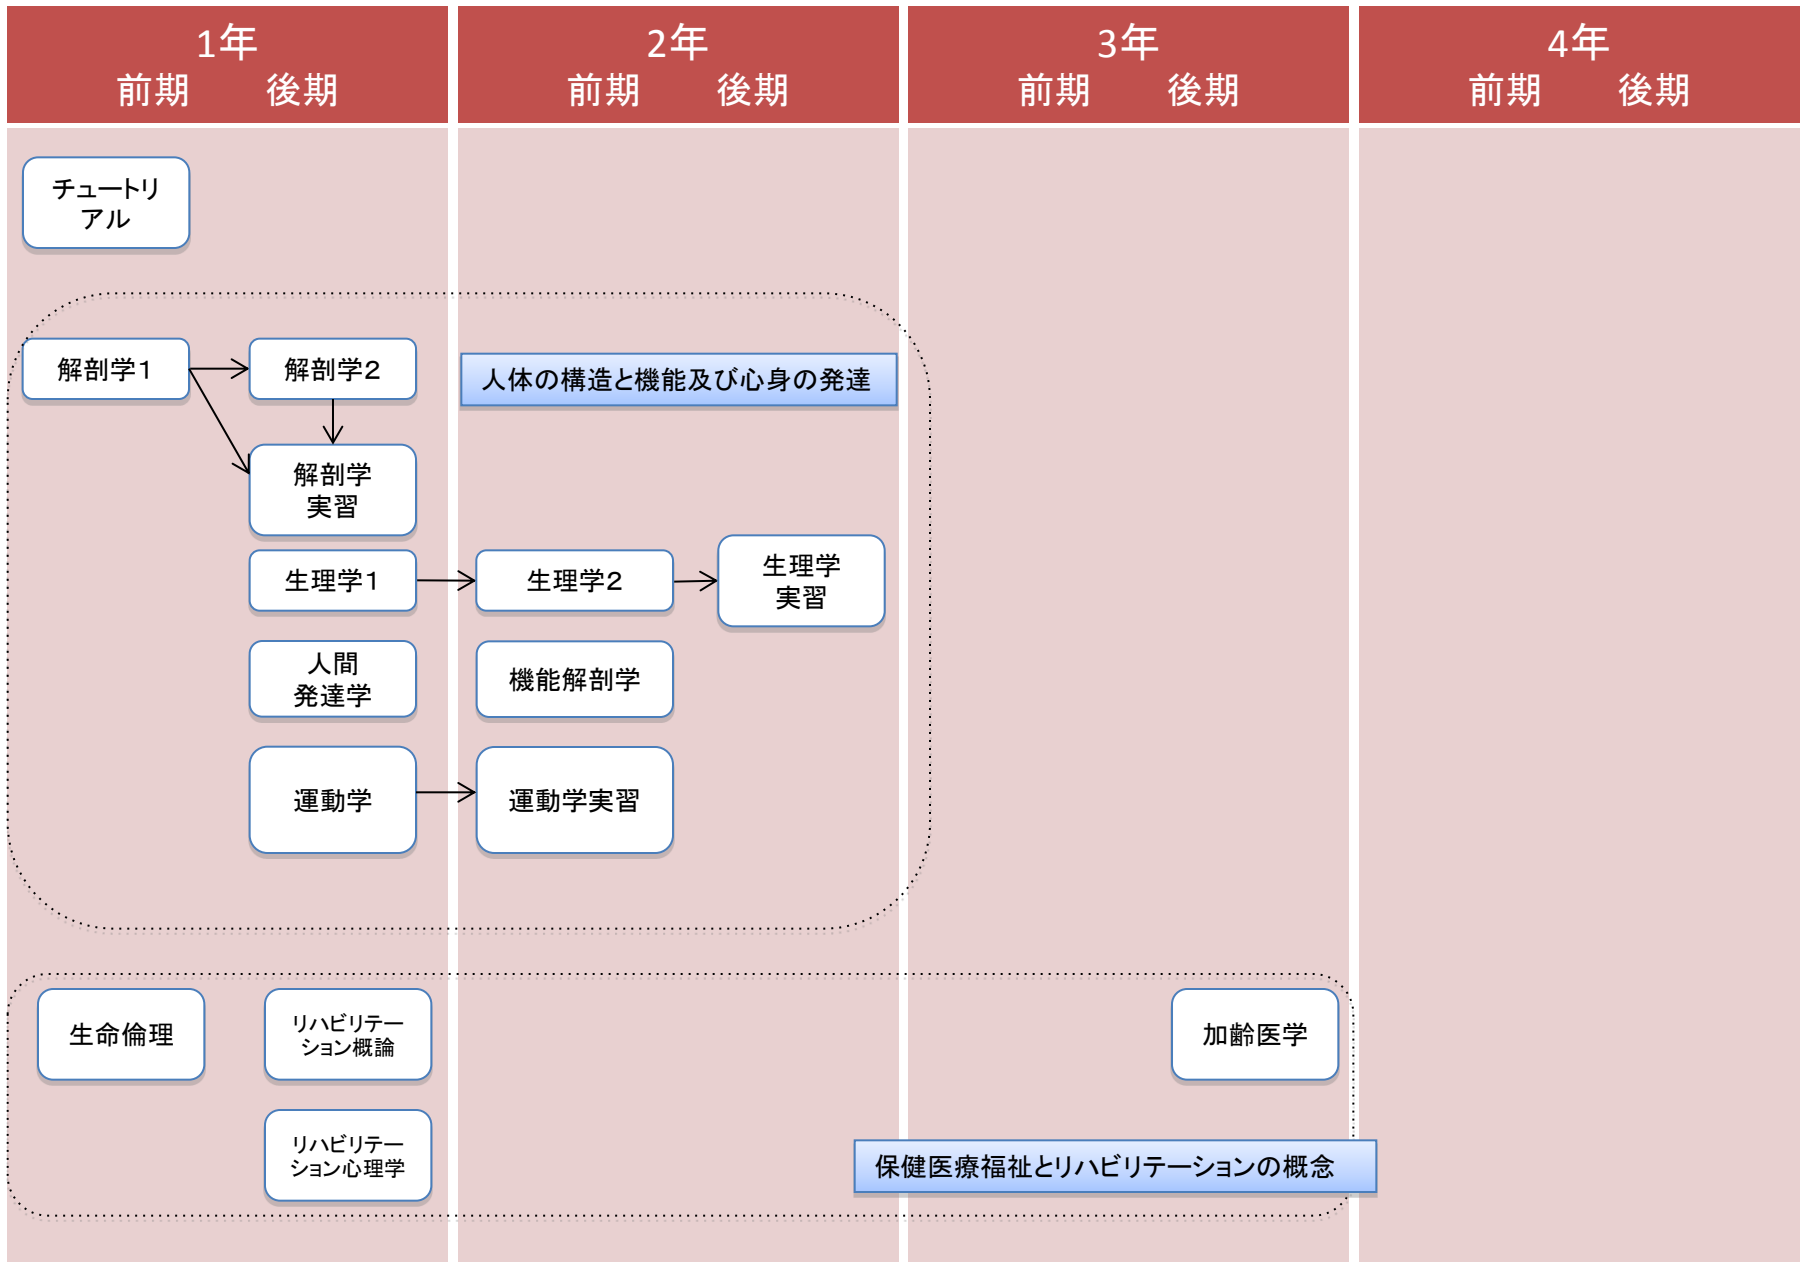 1年
前期 後期
2年
前期 後期
3年
前期 後期
4年
前期 後期
チュートリ
アル
解剖学1
解剖学2
人体の構造と機能及び心身の発達
解剖学
実習
生理学1
生理学2
生理学
実習
人間
発達学
機能解剖学
運動学
運動学実習
生命倫理
リハビリテー
ション概論
加齢医学
リハビリテー
ション心理学
保健医療福祉とリハビリテーションの概念